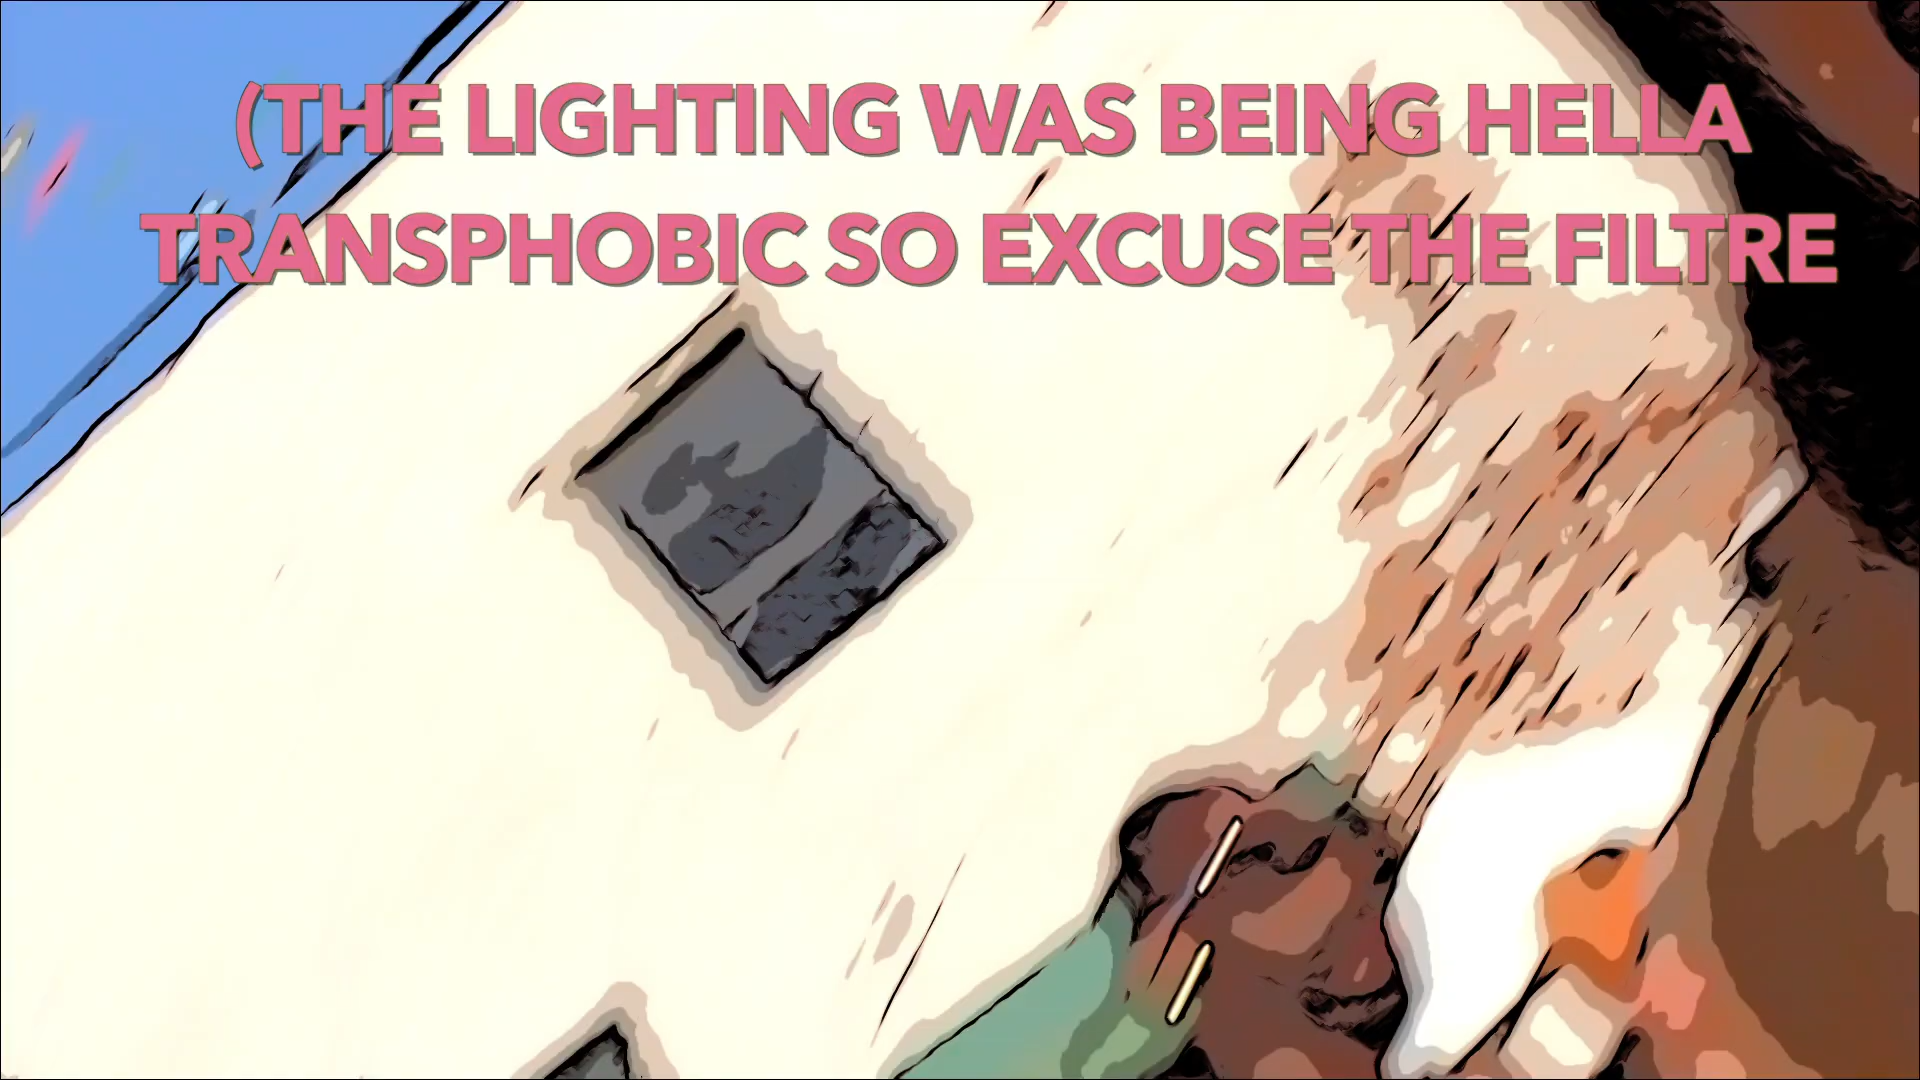 (THE LIGHTING WAS BEING HELLA
TRANSPHOBIC SO EXCUSE THE FILTRE